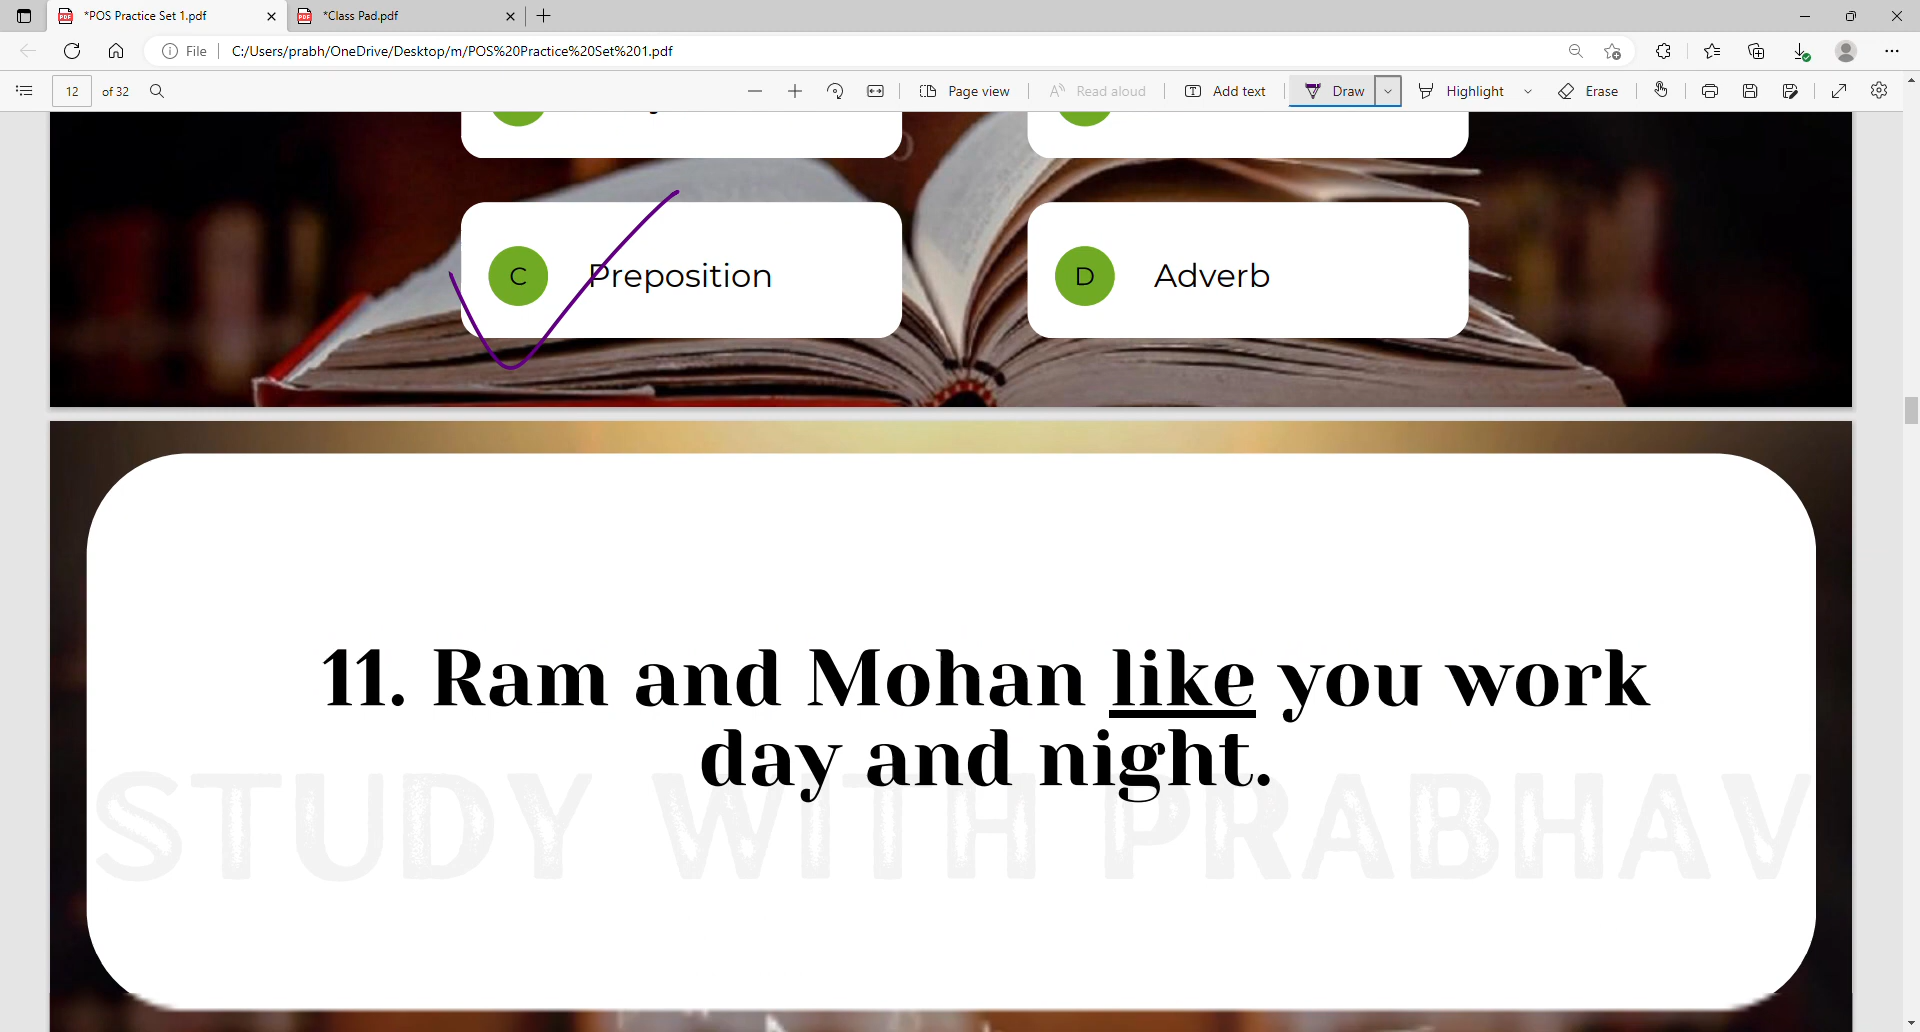 *POS Practice Set 1.pdf
*Class Pad.pdf
File
C:/Users/prabh/OneDrive/Desktop/m/POS%20Practice%20Set%201.pdf
12 of 32
Page view
Read aloud
Add text
Draw
Highlight
Erase
C Preposition
D Adverb
11. Ram and Mohan like you work
day and night.
STUDY WITH PRABHAV